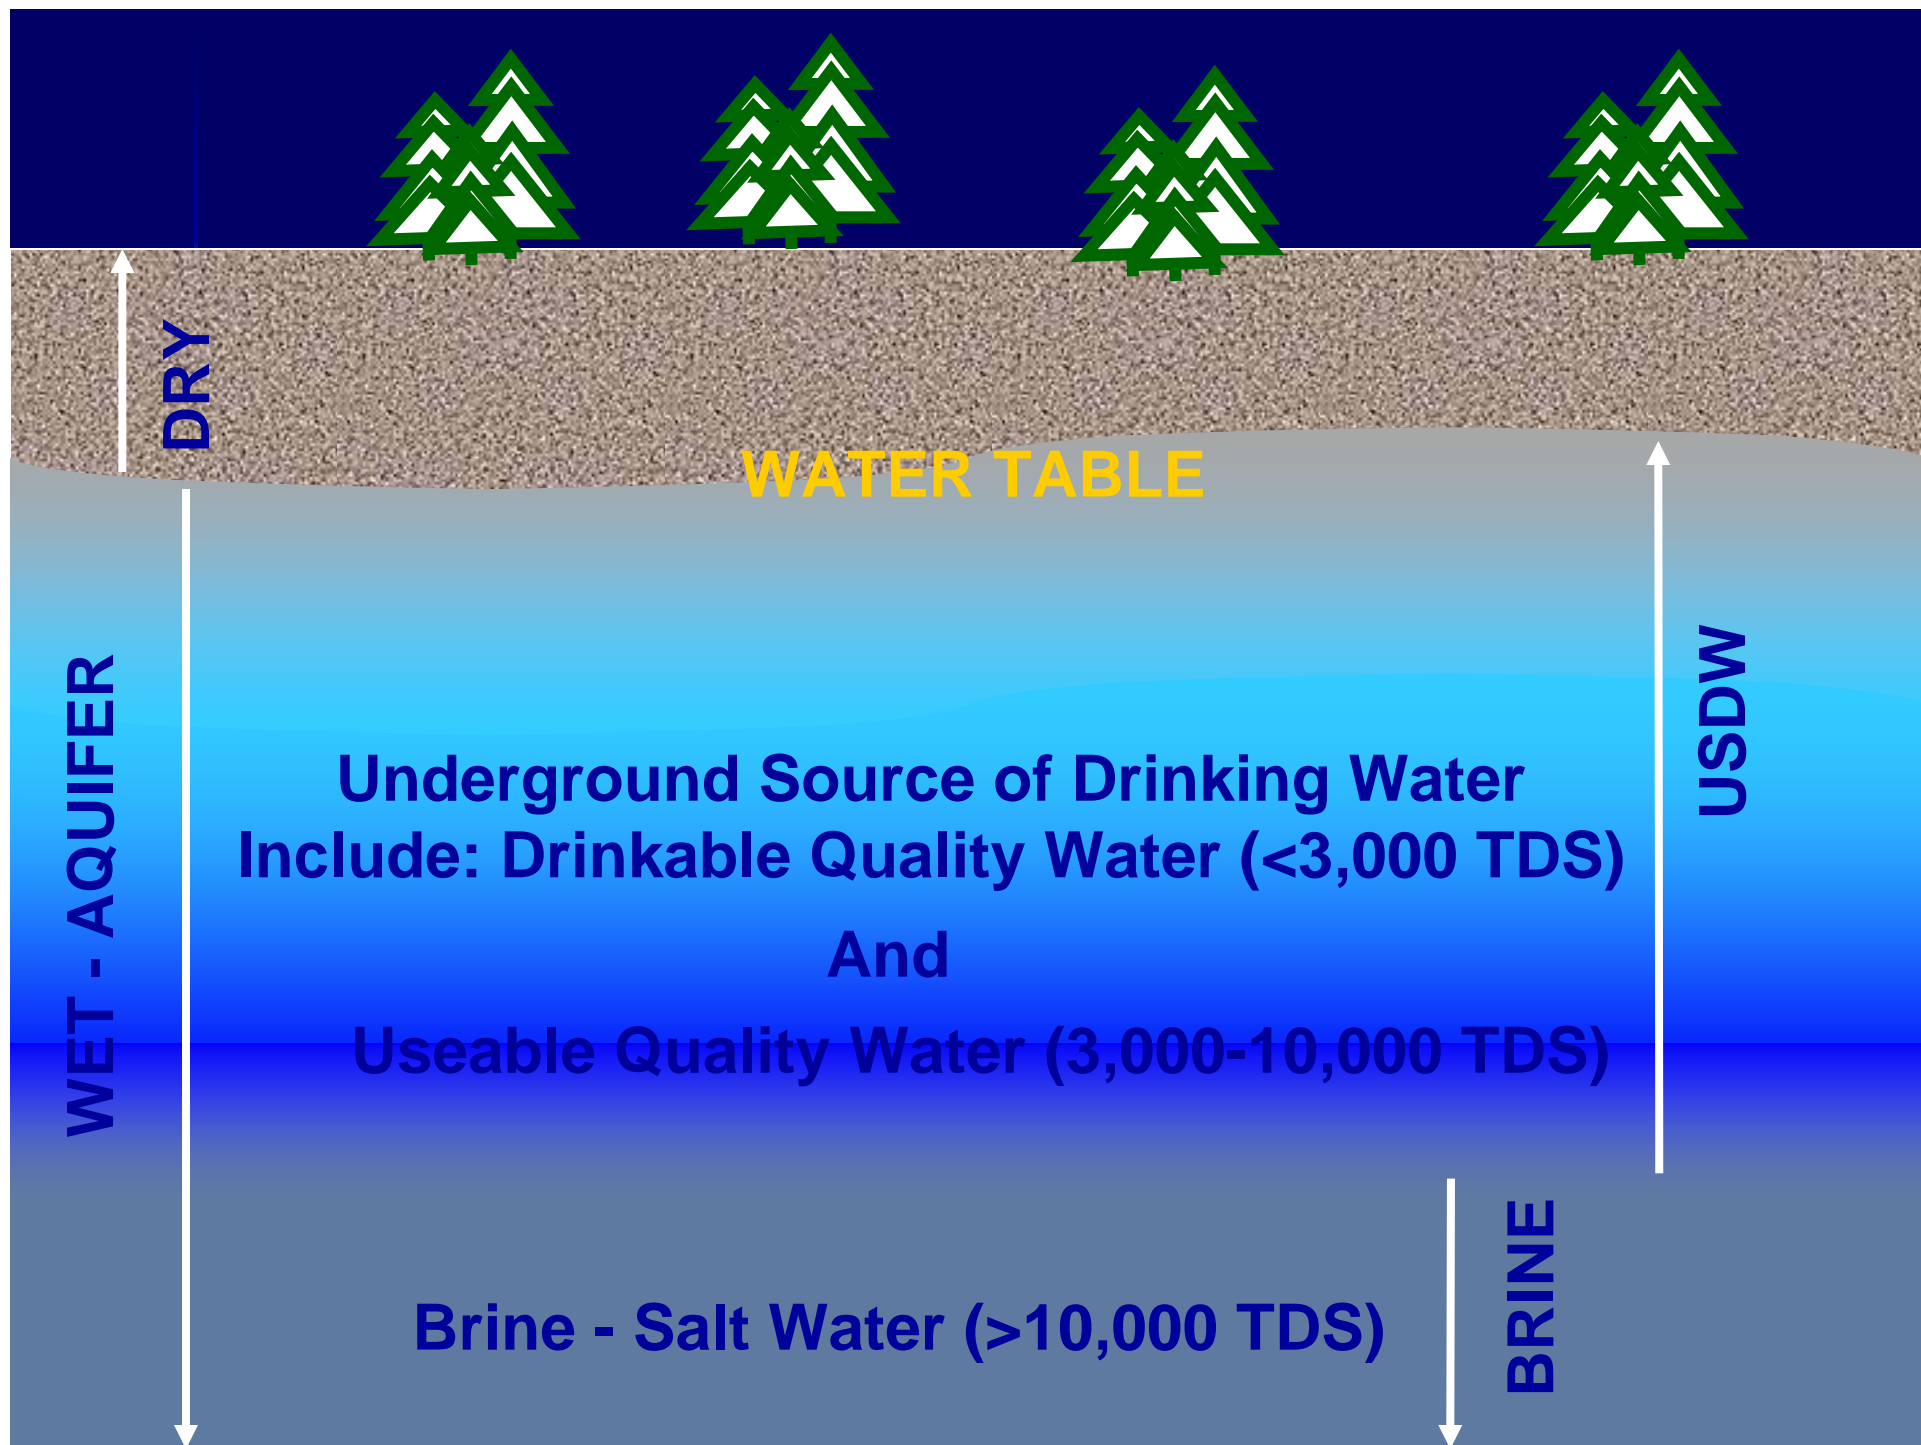 DRY
WATER TABLE
WET - AQUIFER
USDW
Underground Source of Drinking Water
Include: Drinkable Quality Water (<3,000 TDS)
And
Useable Quality Water (3,000-10,000 TDS)
BRINE
Brine - Salt Water (>10,000 TDS)